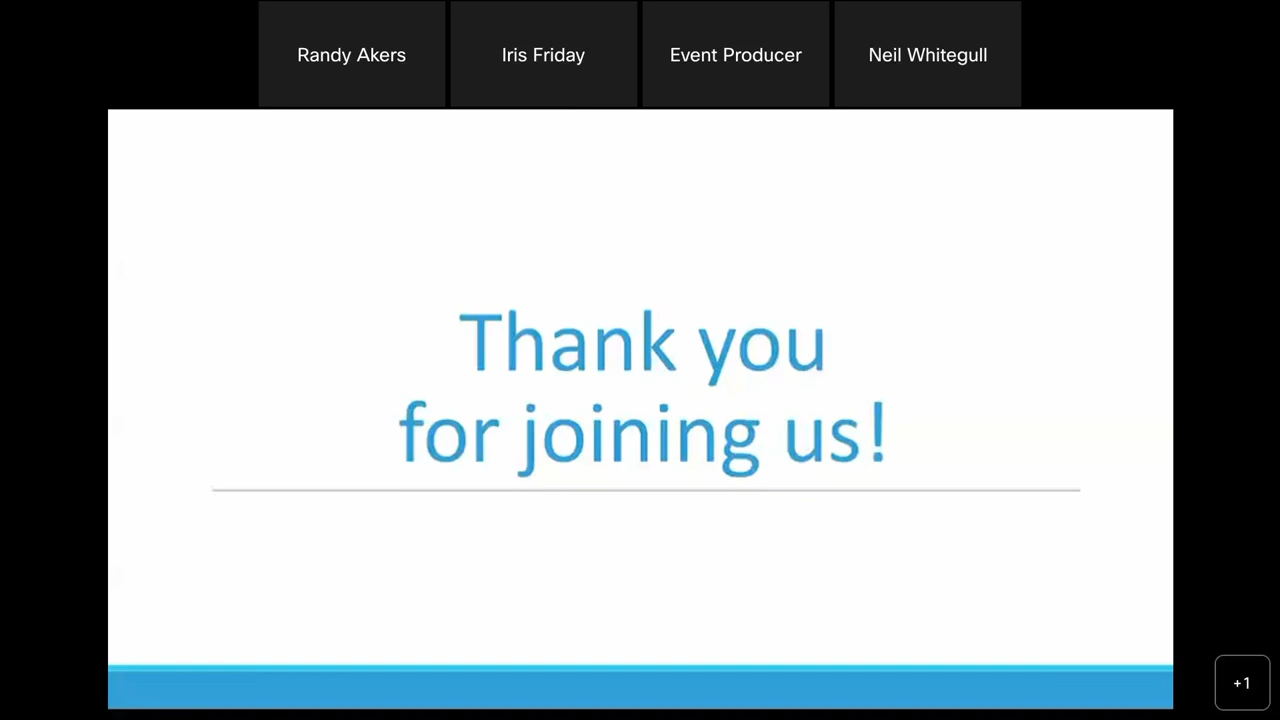 Randy Akers
Iris Friday
Event Producer
Neil Whitegull
Thank you
for joining us!
+1